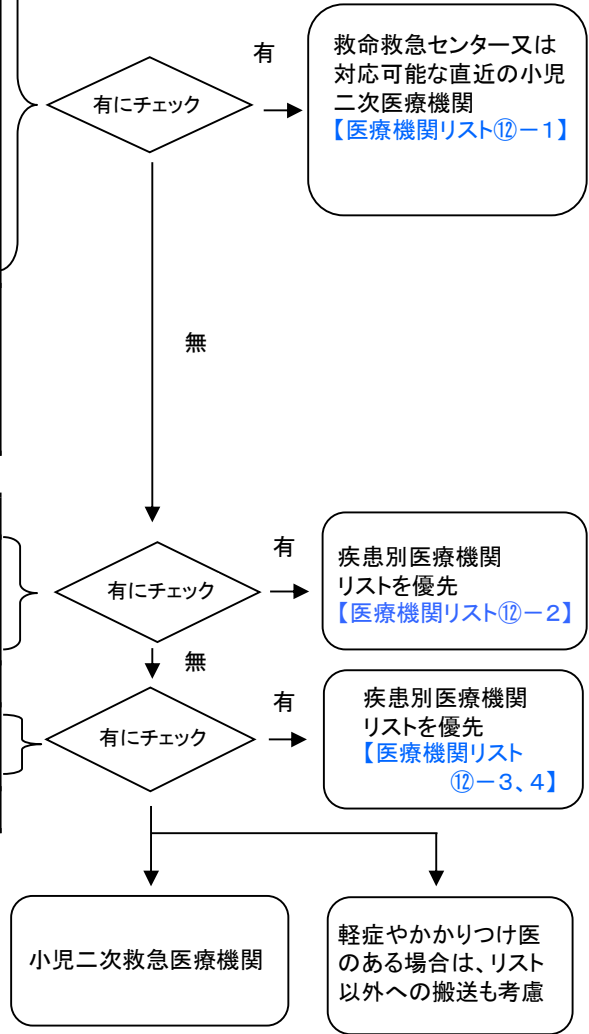 有
救命救急センター又は
対応可能な直近の小児
二次医療機関
【医療機関リスト⑫－1】
有にチェック
無
有
疾患別医療機関
リストを優先
【医療機関リスト⑫－2】
有にチェック
無
有
疾患別医療機関
リストを優先
【医療機関リスト
⑫－3、4】
有にチェック
小児二次救急医療機関
軽症やかかりつけ医
のある場合は、リスト
以外への搬送も考慮